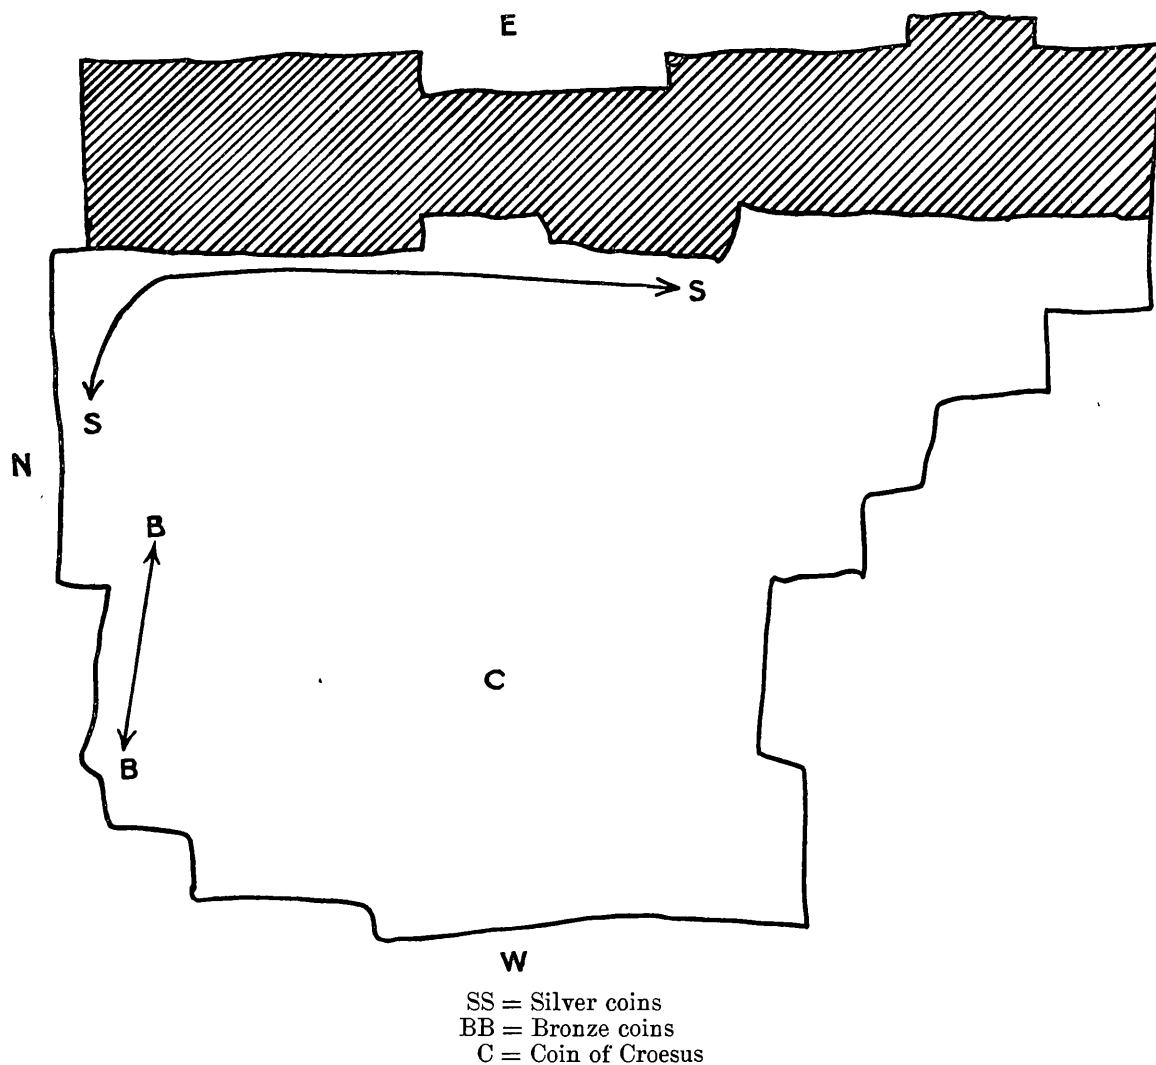 E
S
S
N
B
C
B
W
SS = Silver coins
BB = Bronze coins
C = Coin of Croesus